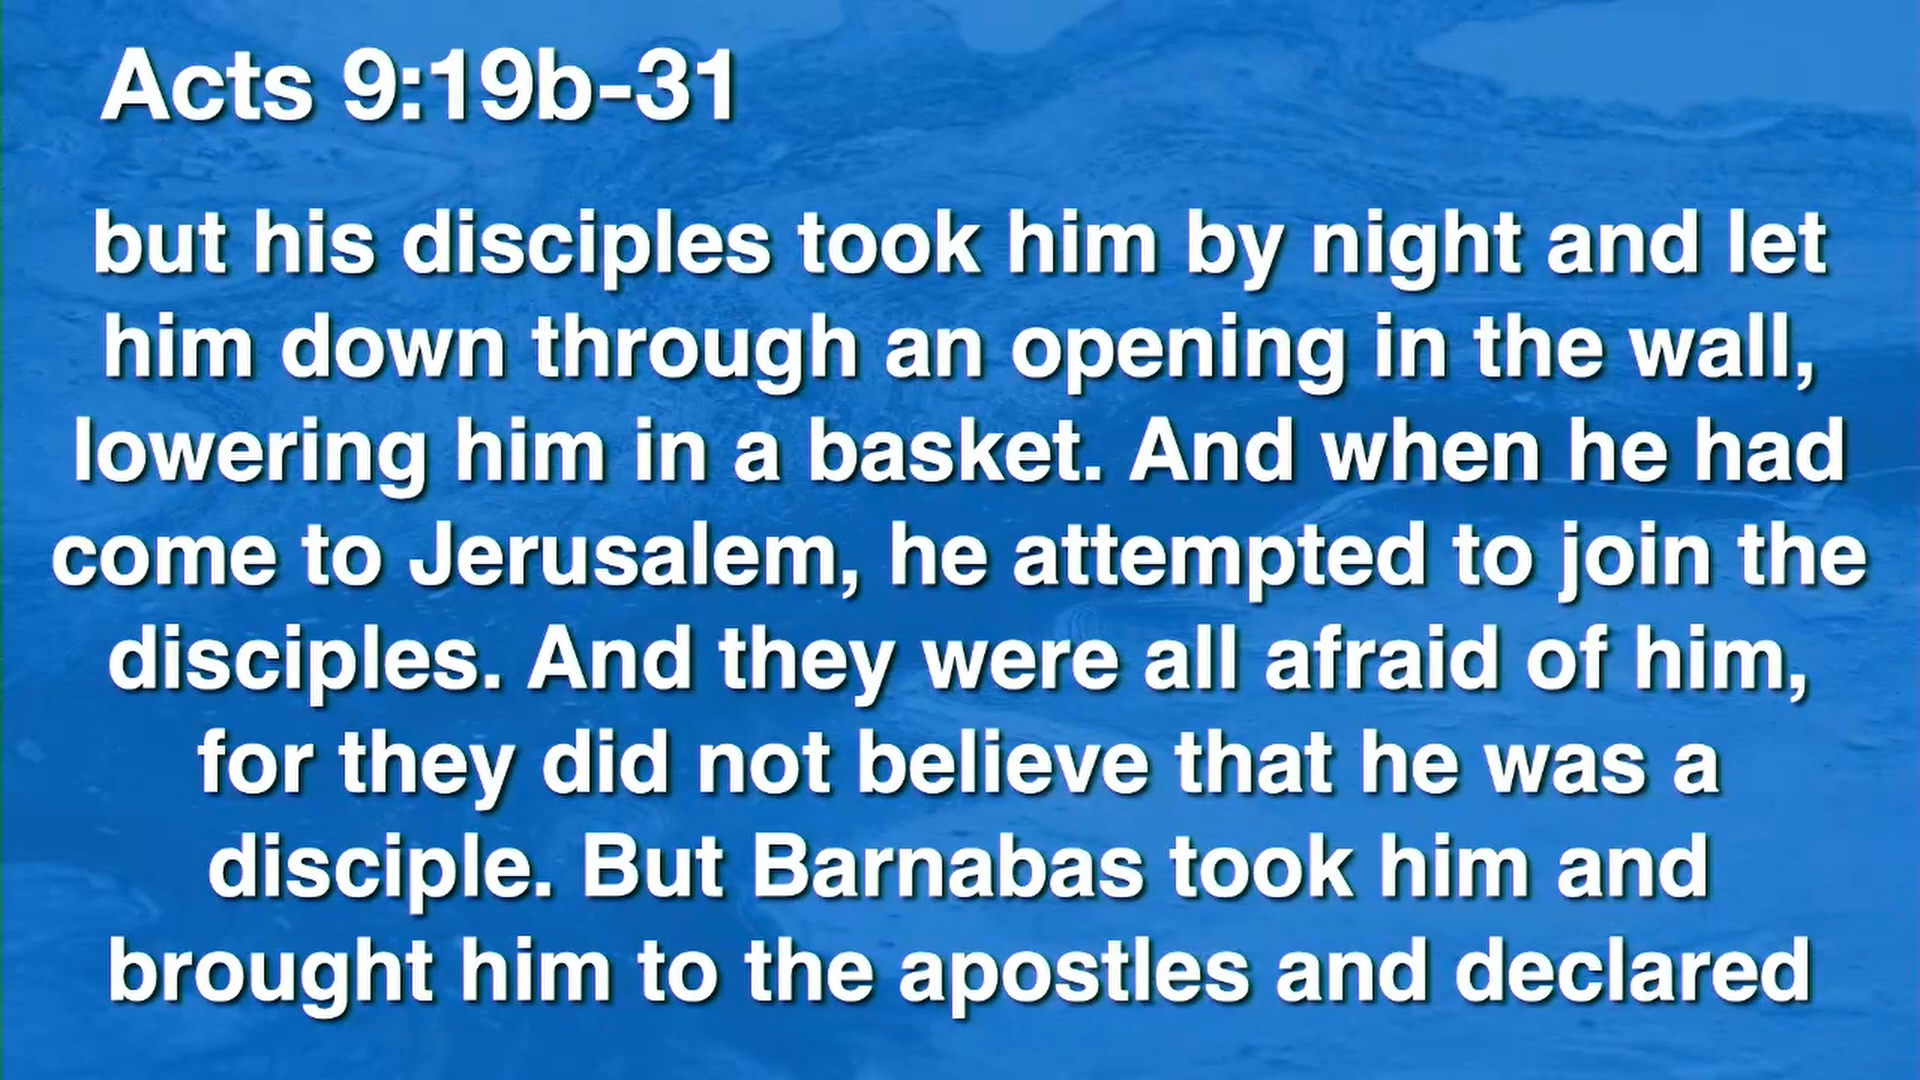 Acts 9:19b-31
but his disciples took him by night and let
him down through an opening in the wall,
lowering him in a basket. And when he had
come to Jerusalem, he attempted to join the
disciples. And they were all afraid of him,
for they did not believe that he was a
disciple. But Barnabas took him and
brought him to the apostles and declared